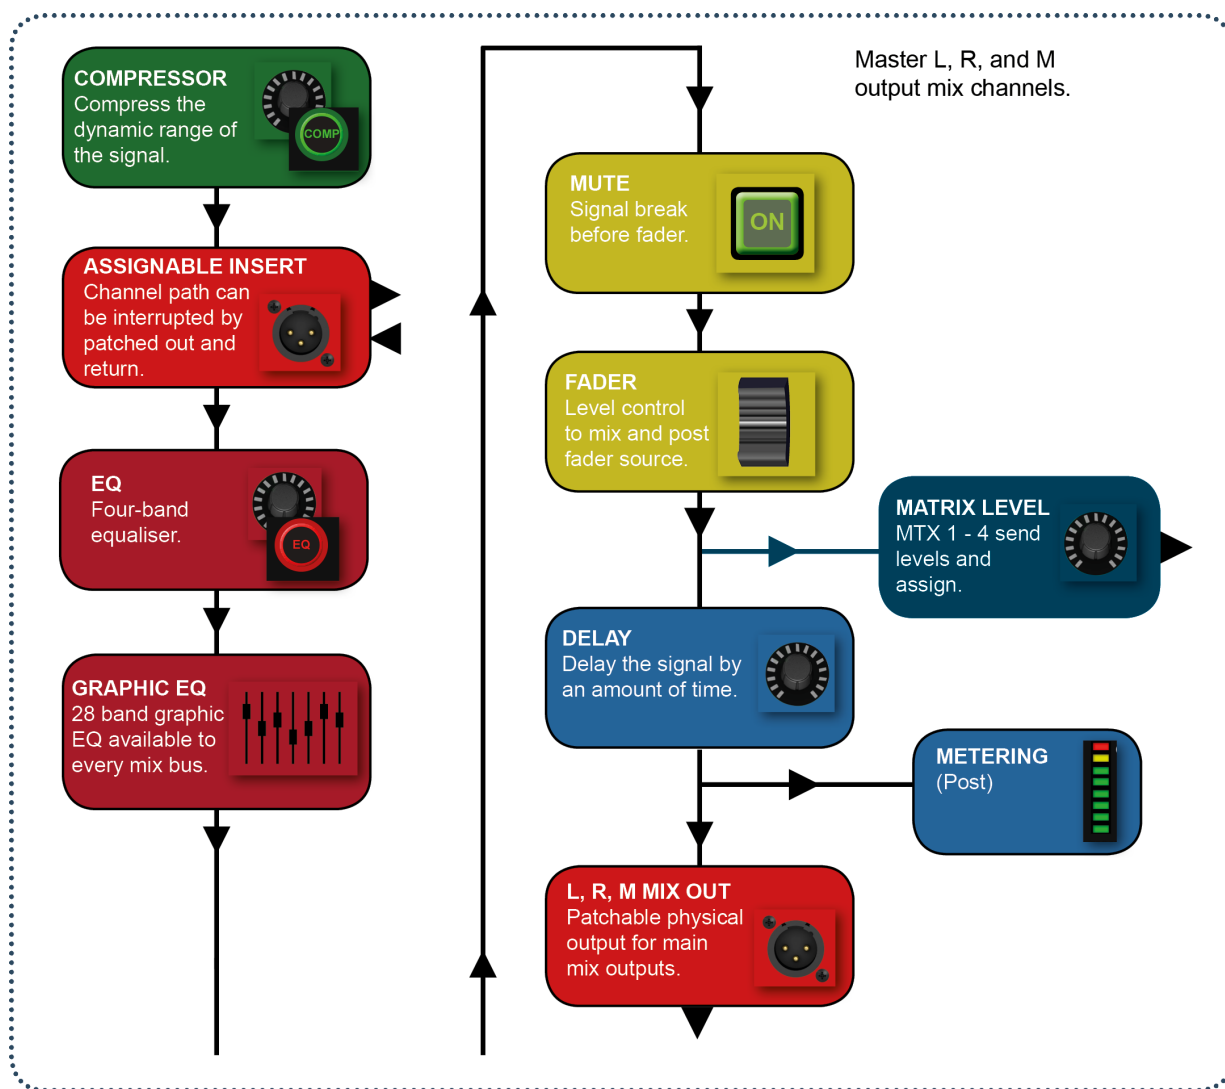 COMPRESSOR
Compress the
dynamic range of
the signal.
COMP
ASSIGNABLE INSERT
Channel path can
be interrupted by
patched out and
return.
EQ
Four-band
equaliser.
EQ
GRAPHIC EQ
28 band graphic
EQ available to
every mix bus.
Master L, R, and M
output mix channels.
MUTE
Signal break
before fader.
ON
FADER
Level control
to mix and post
fader source.
MATRIX LEVEL
MTX 1 - 4 send
levels and
assign.
DELAY
Delay the signal by
an amount of time.
METERING
(Post)
L, R, M MIX OUT
Patchable physical
output for main
mix outputs.